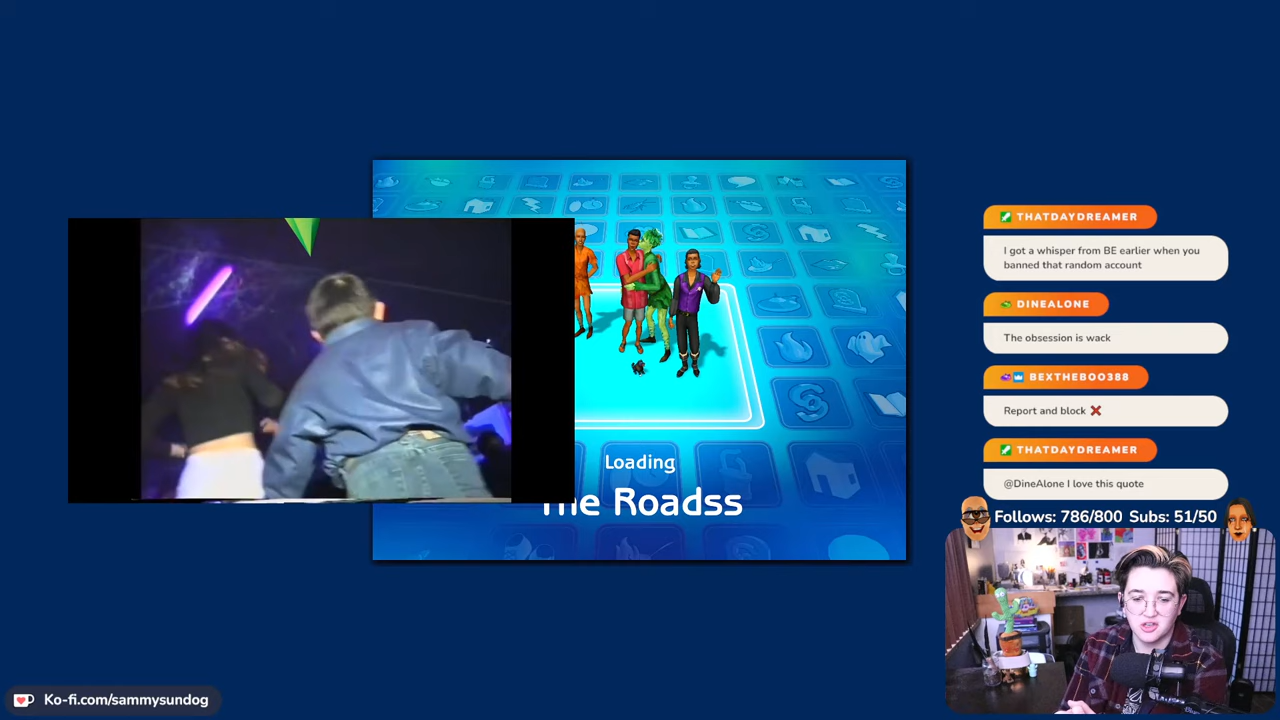 THATDAYDREAMER
I got a whisper from BE earlier when you
banned that random account
DINEALONE
The obsession is wack
BEXTHEBOO388
Report and block
THATDAYDREAMER
@DineAlone I love this quote
Follows: 786/800 Subs: 51/50
Loading
The Roadss
Ko-fi.com/sammysundog